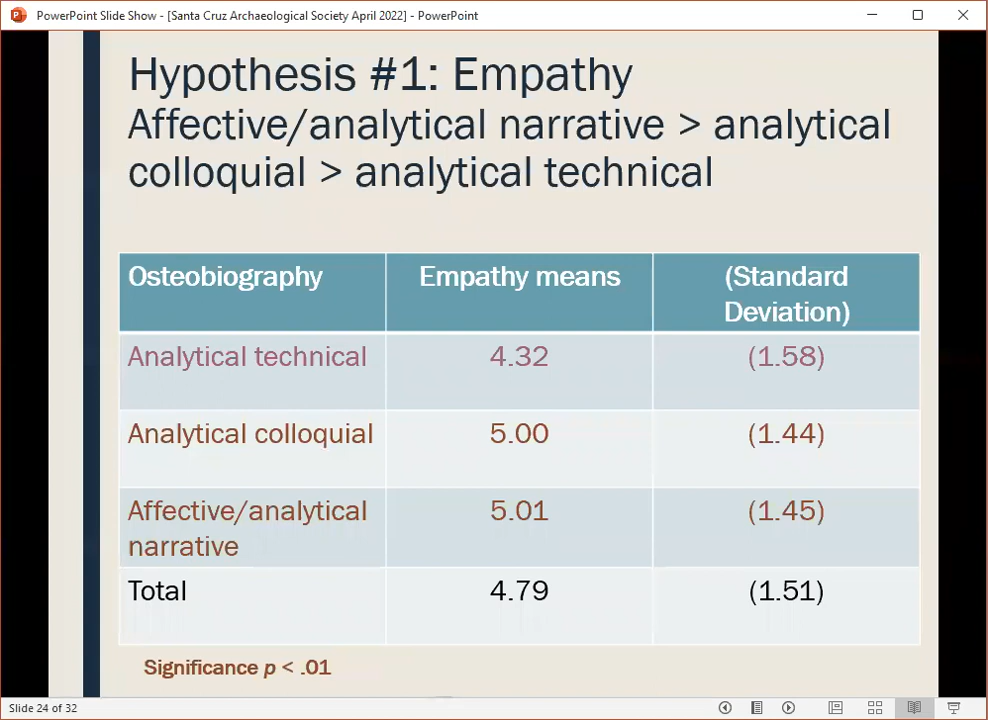 PowerPoint Slide Show - [Santa Cruz Archaeological Society April 2022] - PowerPoint
Hypothesis #1: Empathy
Affective/analytical narrative > analytical
colloquial > analytical technical
Osteobiography Empathy means (Standard
Deviation)
Analytical technical 4.32 (1.58)
Analytical colloquial 5.00 (1.44)
Affective/analytical 5.01 (1.45)
narrative
Total 4.79 (1.51)
Significance p < .01
Slide 24 of 32